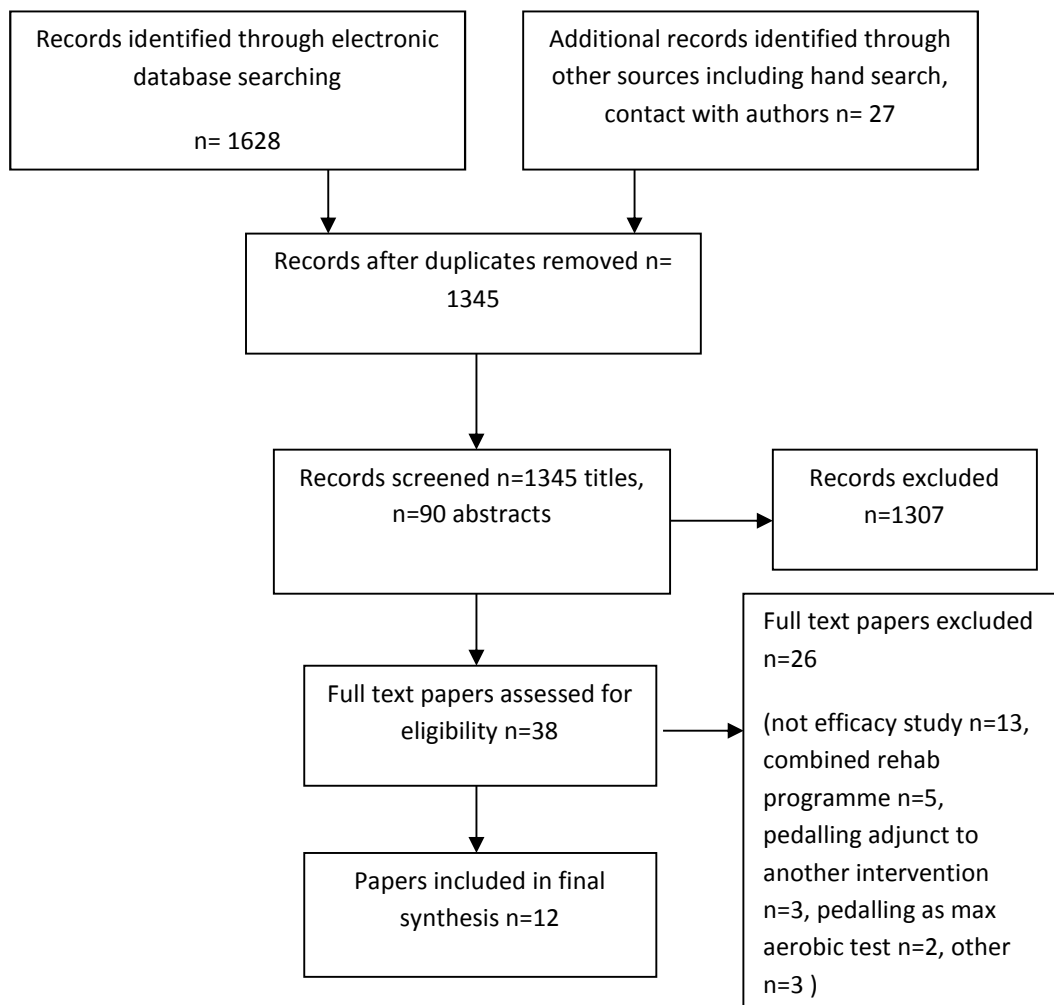 Records identified through electronic
database searching
n= 1628
Additional records identified through
other sources including hand search,
contact with authors n= 27
Records after duplicates removed n=
1345
Records screened n=1345 titles,
n=90 abstracts
Records excluded
n=1307
Full text papers assessed for
eligibility n=38
Full text papers excluded
n=26
(not efficacy study n=13,
combined rehab
programme n=5,
pedalling adjunct to
another intervention
n=3, pedalling as max
aerobic test n=2, other
n=3 )
Papers included in final
synthesis n=12